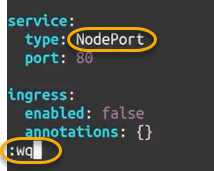 service:
  type: NodePort
  port: 80
ingress:
  enabled: false
  annotations: {}
:wq